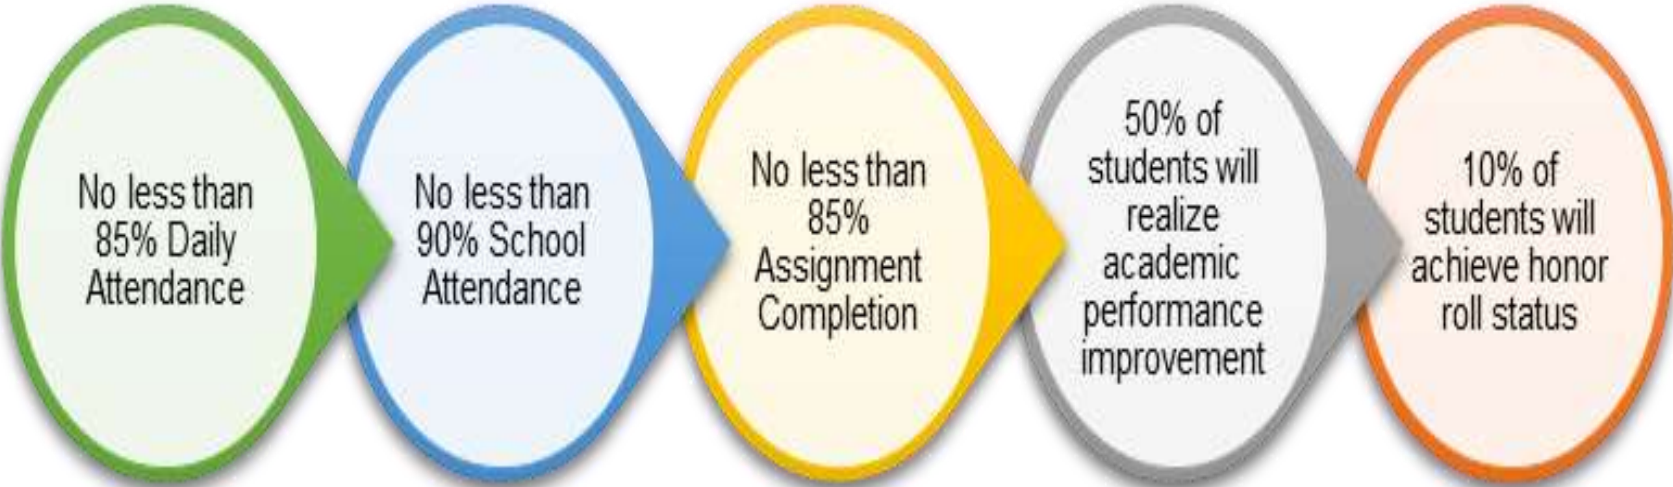 No less than
85% Daily
Attendance
No less than
90% School
Attendance
No less than
85%
Assignment
Completion
50% of
students will
realize
academic
performance
improvement
10% of
students will
achieve honor
roll status